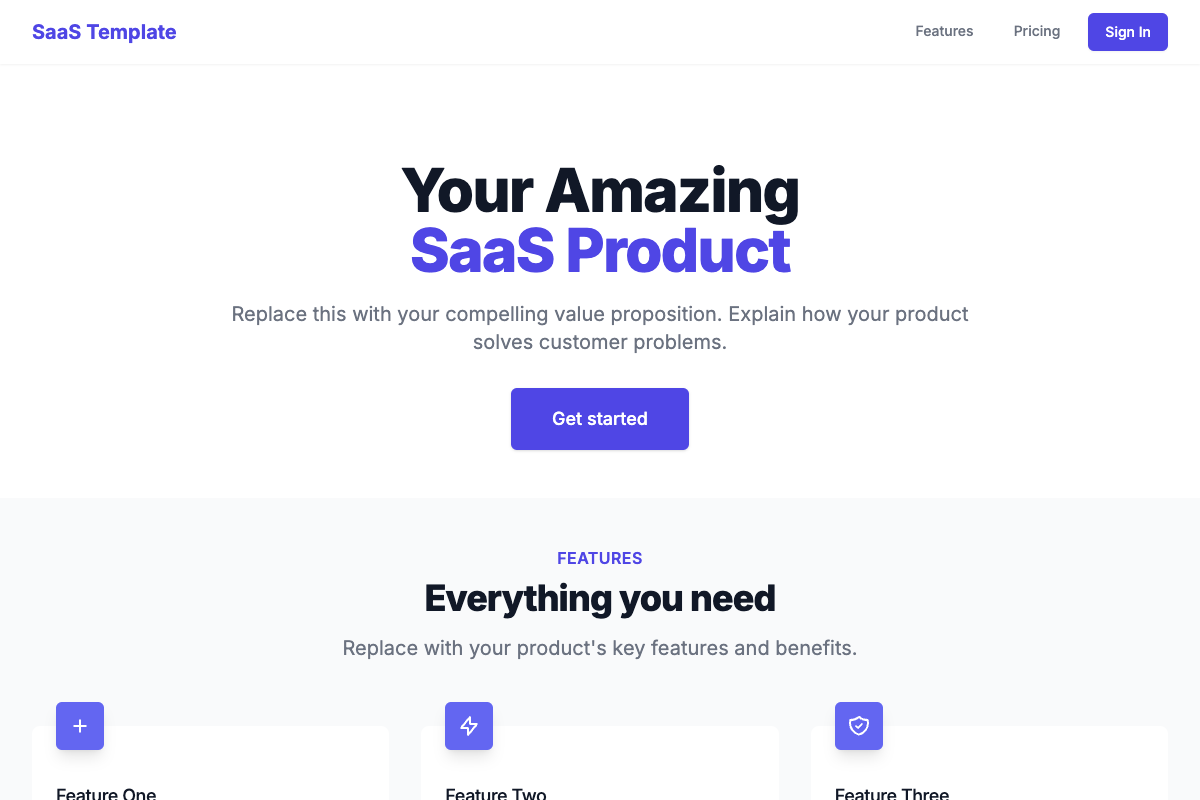 SaaS Template
Features
Pricing
Sign In
Your Amazing
SaaS Product
Replace this with your compelling value proposition. Explain how your product
solves customer problems.
Get started
FEATURES
Everything you need
Replace with your product's key features and benefits.
Feature One
Feature Two
Feature Three